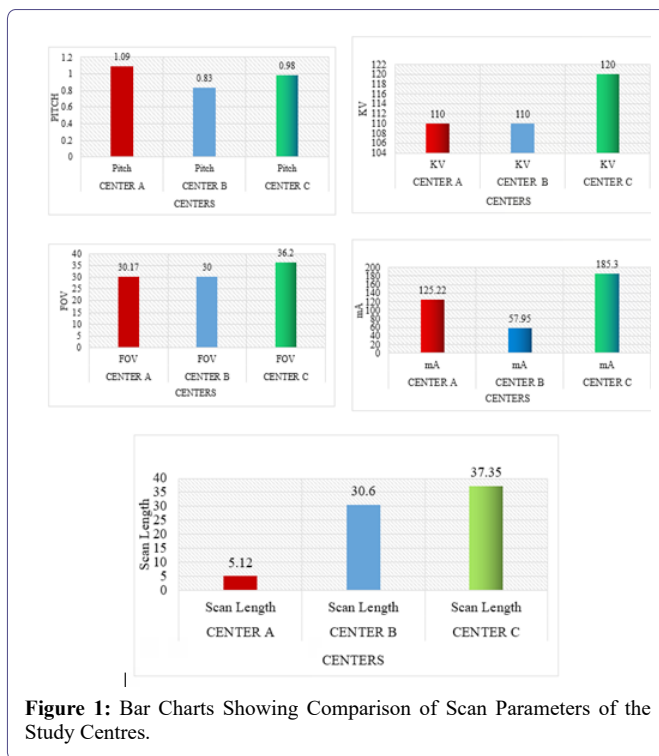 1.2
1
0.8
0.6
0.4
0.2
0
PITCH
1.09
0.83
0.98
Pitch Pitch Pitch
CENTER A CENTER B CENTER C
CENTERS
122
120
118
116
114
112
110
108
106
104
KV
110
110
120
KV KV KV
CENTER A CENTER B CENTER C
CENTERS
40
35
30
25
20
15
10
5
0
FOV
30.17
30
36.2
FOV FOV FOV
CENTER A CENTER B CENTER C
CENTERS
200
180
160
140
120
100
80
60
40
20
0
mA
125.22
57.95
185.3
mA mA mA
CENTER A CENTER B CENTER C
CENTERS
40
35
30
25
20
15
10
5
0
Scan Length
5.12
30.6
37.35
Scan Length Scan Length Scan Length
CENTER A CENTER B CENTER C
CENTERS
Figure 1: Bar Charts Showing Comparison of Scan Parameters of the
Study Centres.